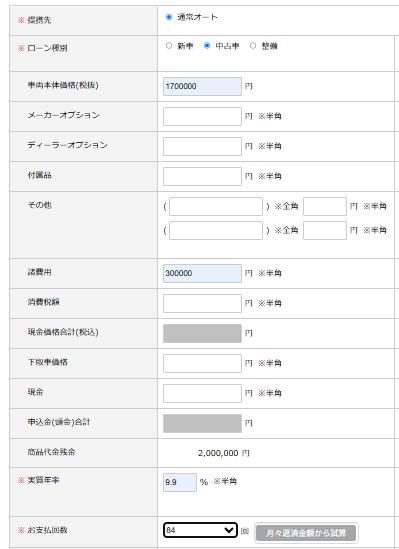 ※ 提携先 通常オート
※ ローン種別 新車 中古車 整備
車両本体価格(税抜) 1700000 円
メーカーオプション 円 ※半角
ディーラーオプション 円 ※半角
付属品 円 ※半角
その他 ( ) ※全角 円 ※半角
( ) ※全角 円 ※半角
諸費用 300000 円 ※半角
消費税額 円 ※半角
現金価格合計(税込) 円
下取車価格 円 ※半角
現金 円 ※半角
申込金(頭金)合計 円
商品代金残金 2,000,000 円
※ 実質年率 9.9 % ※半角
※ お支払回数 84 回 月々返済金額から試算